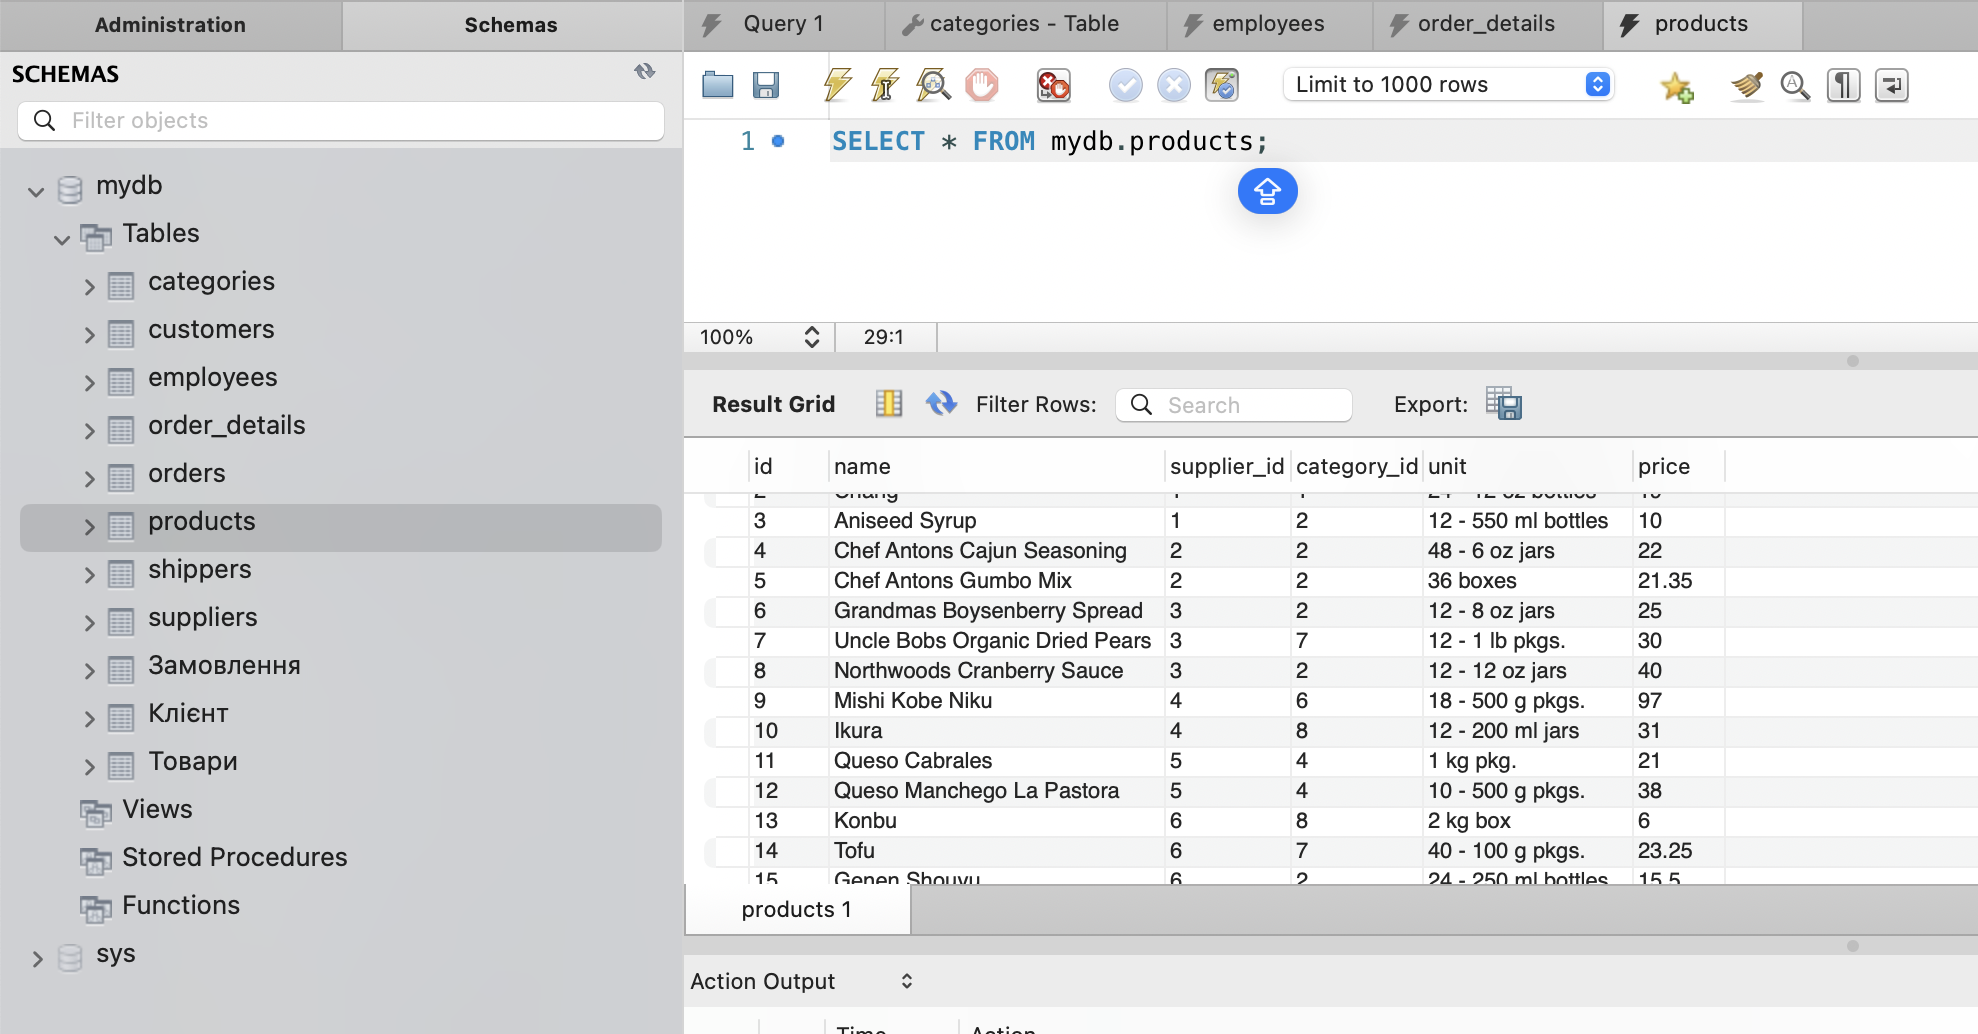 Administration
Schemas
SCHEMAS
Filter objects
mydb
Tables
categories
customers
employees
order_details
orders
products
shippers
suppliers
Замовлення
Клієнт
Товари
Views
Stored Procedures
Functions
sys
Query 1
categories - Table
employees
order_details
products
Limit to 1000 rows
1 SELECT * FROM mydb.products;
100% 29:1
Result Grid Filter Rows: Search Export:
id name supplier_id category_id unit price
2 Chang 1 1 24 - 12 oz bottles 19
3 Aniseed Syrup 1 2 12 - 550 ml bottles 10
4 Chef Antons Cajun Seasoning 2 2 48 - 6 oz jars 22
5 Chef Antons Gumbo Mix 2 2 36 boxes 21.35
6 Grandmas Boysenberry Spread 3 2 12 - 8 oz jars 25
7 Uncle Bobs Organic Dried Pears 3 7 12 - 1 lb pkgs. 30
8 Northwoods Cranberry Sauce 3 2 12 - 12 oz jars 40
9 Mishi Kobe Niku 4 6 18 - 500 g pkgs. 97
10 Ikura 4 8 12 - 200 ml jars 31
11 Queso Cabrales 5 4 1 kg pkg. 21
12 Queso Manchego La Pastora 5 4 10 - 500 g pkgs. 38
13 Konbu 6 8 2 kg box 6
14 Tofu 6 7 40 - 100 g pkgs. 23.25
15 Genen Shouyu 6 2 24 - 250 ml bottles 15.5
products 1
Action Output
Time Action